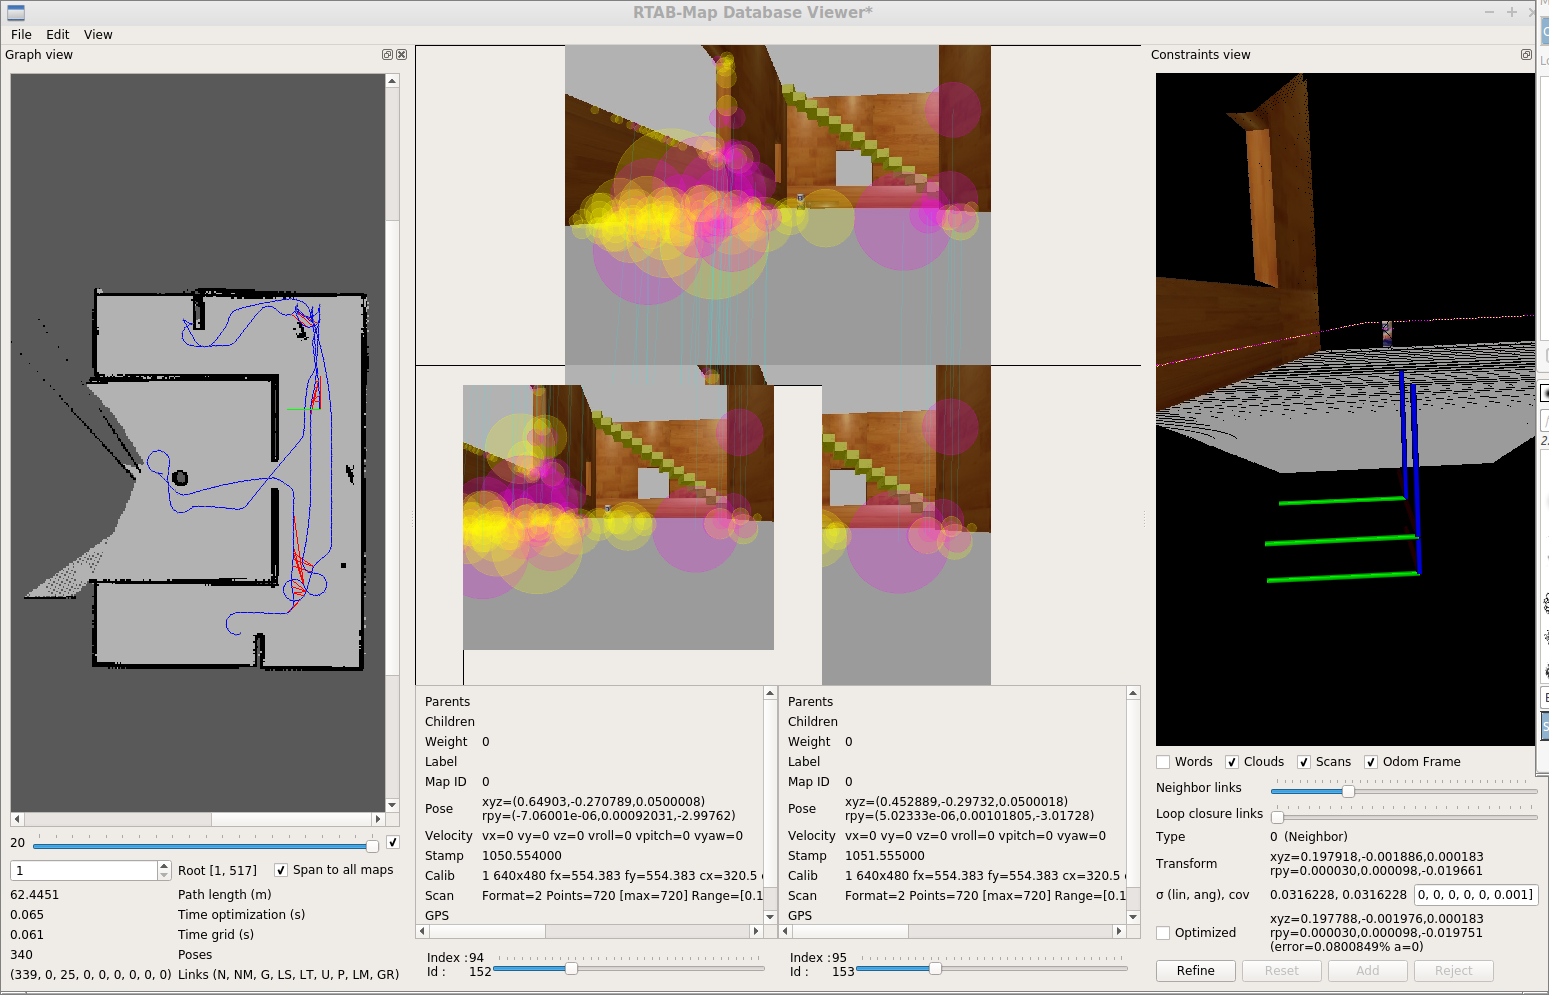 RTAB-Map Database Viewer*
File Edit View
Graph view
Constraints view
20
1
Root [1, 517]
Span to all maps
62.4451 Path length (m)
0.065 Time optimization (s)
0.061 Time grid (s)
340 Poses
(339, 0, 25, 0, 0, 0, 0, 0, 0) Links (N, NM, G, LS, LT, U, P, LM, GR)
Parents
Children
Weight 0
Label
Map ID 0
Pose xyz=(0.64903,-0.270789,0.0500008)
rpy=(-7.06001e-06,0.00092031,-2.99762)
Velocity vx=0 vy=0 vz=0 vroll=0 vpitch=0 vyaw=0
Stamp 1050.554000
Calib 1 640x480 fx=554.383 fy=554.383 cx=320.5
Scan Format=2 Points=720 [max=720] Range=[0.1
GPS
Index : 94
Id : 152
Parents
Children
Weight 0
Label
Map ID 0
Pose xyz=(0.452889,-0.29732,0.0500018)
rpy=(5.02333e-06,0.00101805,-3.01728)
Velocity vx=0 vy=0 vz=0 vroll=0 vpitch=0 vyaw=0
Stamp 1051.555000
Calib 1 640x480 fx=554.383 fy=554.383 cx=320.5
Scan Format=2 Points=720 [max=720] Range=[0.1
GPS
Index : 95
Id : 153
Words Clouds Scans Odom Frame
Neighbor links
Loop closure links
Type 0 (Neighbor)
Transform xyz=0.197918,-0.001886,0.000183
rpy=0.000030,0.000098,-0.019661
σ (lin, ang), cov 0.0316228, 0.0316228 0, 0, 0, 0, 0, 0.001]
Optimized xyz=0.197788,-0.001976,0.000183
rpy=0.000030,0.000098,-0.019751
(error=0.0800849% a=0)
Refine Reset Add Reject